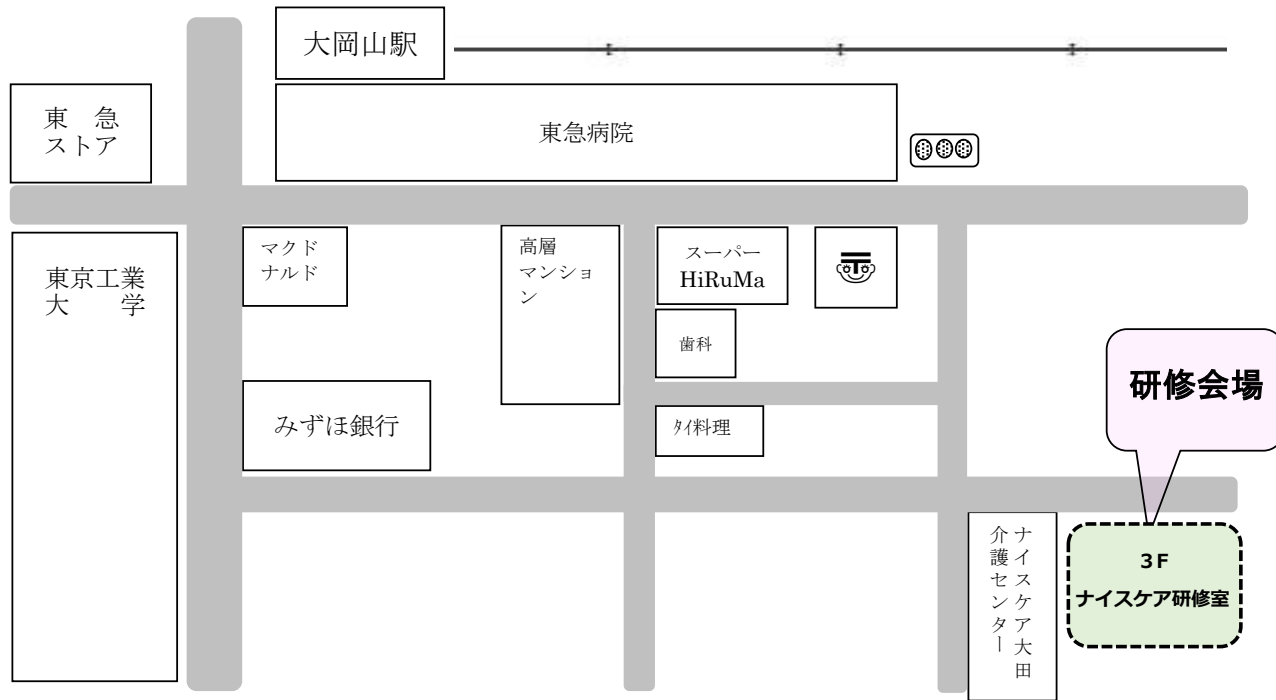 大岡山駅
東　急
ストア
東急病院
東京工業
大　　学
マクド
ナルド
高層
マンショ
ン
スーパー
HiRuMa
歯科
みずほ銀行
ﾀｲ料理
研修会場
ナイスケア大田
介護センター
3F
ナイスケア研修室